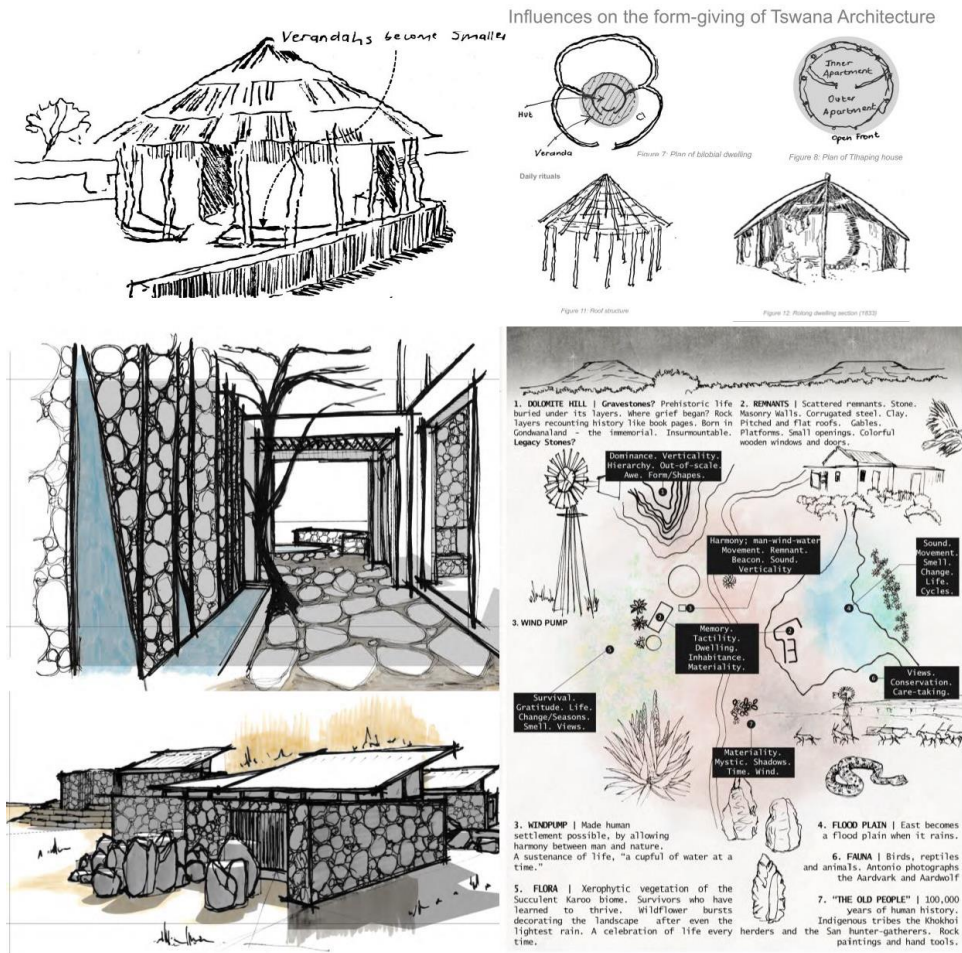 Verandahs become Smaller
Influences on the form-giving of Tswana Architecture
Hut
Veranda
Figure 7: Plan of bilobial dwelling
Inner
Apartment
Outer
Apartment
Open Front
Figure 8: Plan of Tlhaping house
Daily rituals
Figure 11: Roof structure
Figure 12: Rolong dwelling section (1833)
1. DOLOMITE HILL | Gravestones? Prehistoric life
buried under its layers. Where grief began? Rock
layers recounting history like book pages. Born in
Gondwanaland - the immemorial. Insurmountable.
Legacy Stones?
2. REMNANTS | Scattered remnants. Stone.
Masonry Walls. Corrugated steel. Clay.
Pitched and flat roofs. Gables.
Platforms. Small openings. Colorful
wooden windows and doors.
Dominance. Verticality.
Hierarchy. Out-of-scale.
Awe. Form/Shapes.
1
Harmony; man-wind-water
Movement. Remnant.
Beacon. Sound.
Verticality
Sound.
Movement.
Smell.
Change.
Life.
Cycles.
3
4
3. WIND PUMP
2
Memory.
Tactility.
Dwelling.
Inhabitance.
Materiality.
2
5
6
Views.
Conservation.
Care-taking.
Survival.
Gratitude. Life.
Change/Seasons.
Smell. Views.
7
Materiality.
Mystic. Shadows.
Time. Wind.
3. WINDPUMP | Made human
settlement possible, by allowing
harmony between man and nature.
A sustenance of life, “a cupful of water at a
time.”
4. FLOOD PLAIN | East becomes
a flood plain when it rains.
6. FAUNA | Birds, reptiles
and animals. Antonio photographs
the Aardvark and Aardwolf
5. FLORA | Xerophytic vegetation of the
Succulent Karoo biome. Survivors who have
learned to thrive. Wildflower bursts
decorating the landscape after even the
lightest rain. A celebration of life every
time.
7. "THE OLD PEOPLE" | 100,000
years of human history.
Indigenous tribes the Khokhoi
herders and the San hunter-gatherers. Rock
paintings and hand tools.